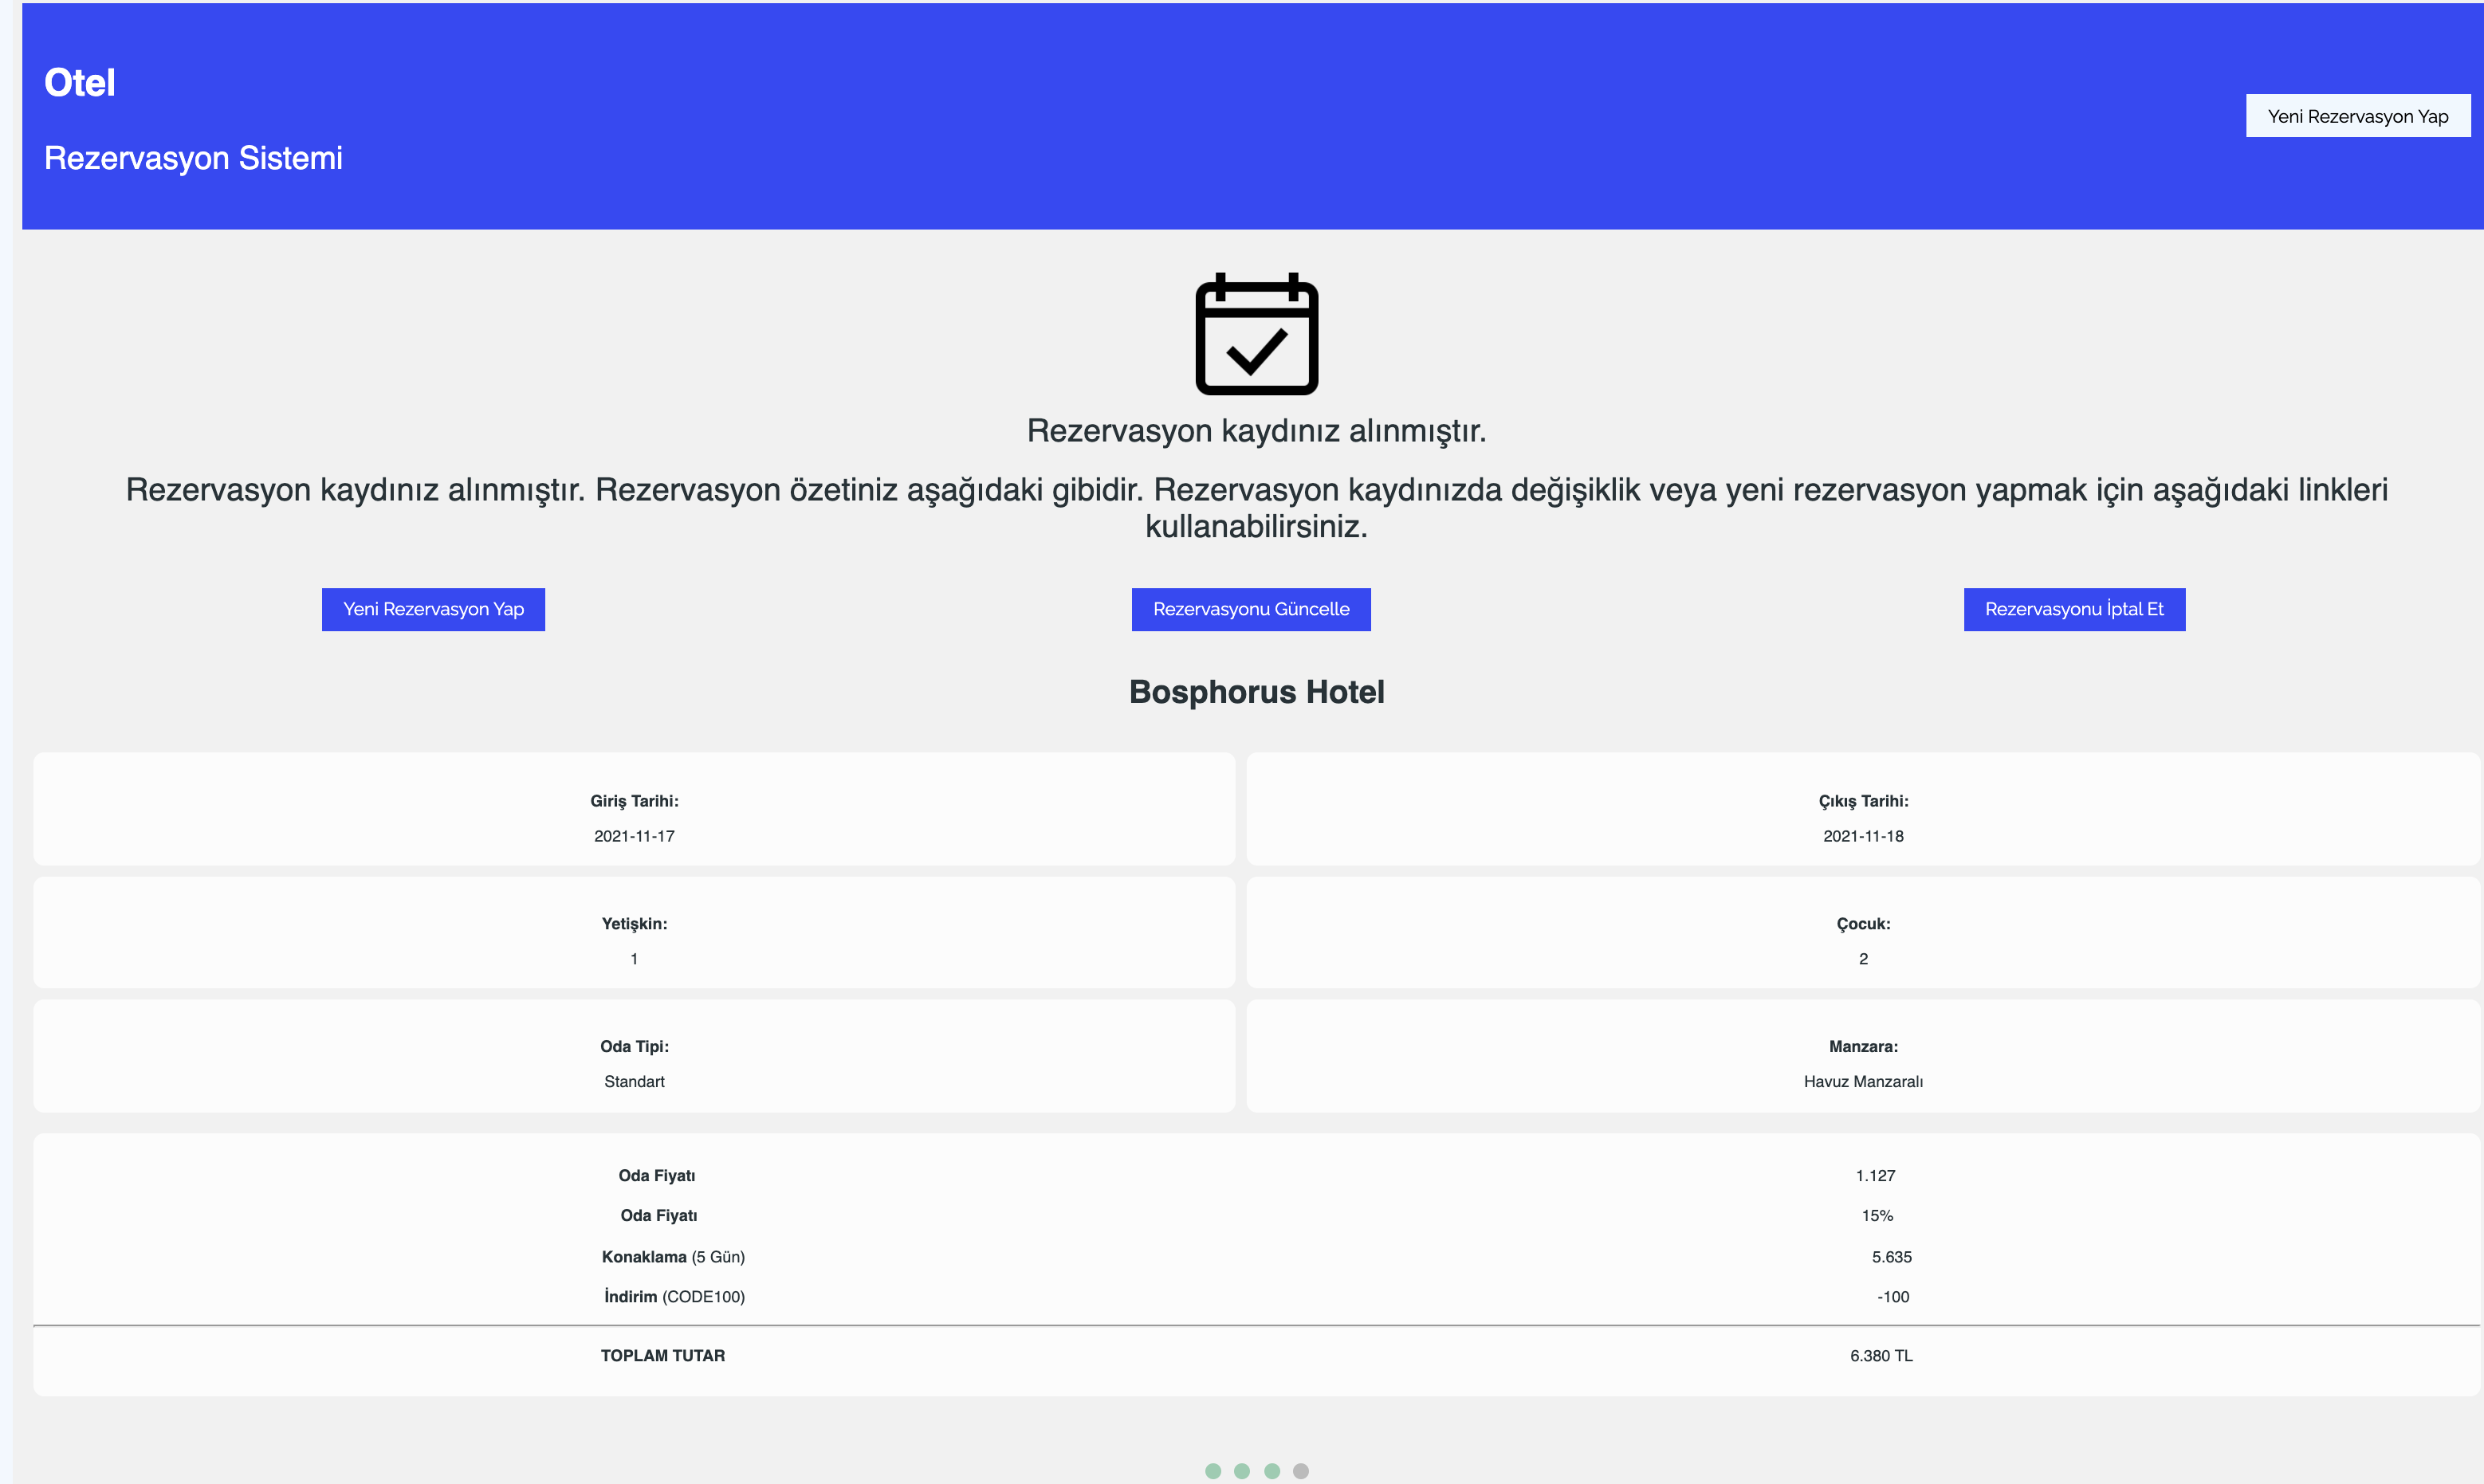 Otel
Rezervasyon Sistemi
Yeni Rezervasyon Yap
Rezervasyon kaydınız alınmıştır.
Rezervasyon kaydınız alınmıştır. Rezervasyon özetiniz aşağıdaki gibidir. Rezervasyon kaydınızda değişiklik veya yeni rezervasyon yapmak için aşağıdaki linkleri
kullanabilirsiniz.
Yeni Rezervasyon Yap
Rezervasyonu Güncelle
Rezervasyonu İptal Et
Bosphorus Hotel
Giriş Tarihi:
2021-11-17
Çıkış Tarihi:
2021-11-18
Yetişkin:
1
Çocuk:
2
Oda Tipi:
Standart
Manzara:
Havuz Manzaralı
Oda Fiyatı 1.127
Oda Fiyatı 15%
Konaklama (5 Gün) 5.635
İndirim (CODE100) -100
TOPLAM TUTAR 6.380 TL